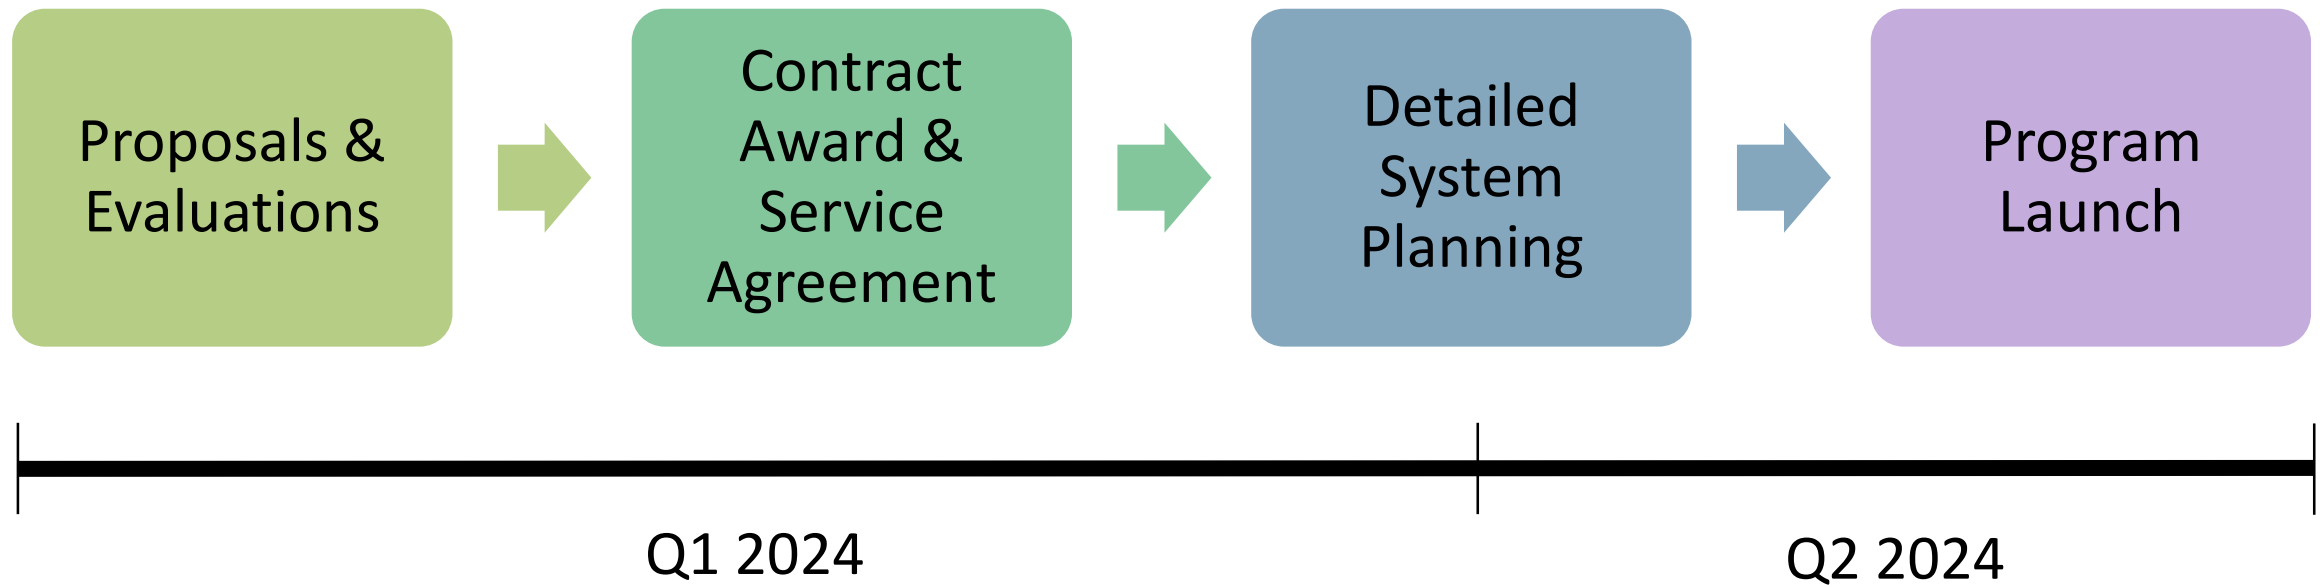 Proposals &
Evaluations
Contract
Award &
Service
Agreement
Detailed
System
Planning
Program
Launch
Q1 2024
Q2 2024